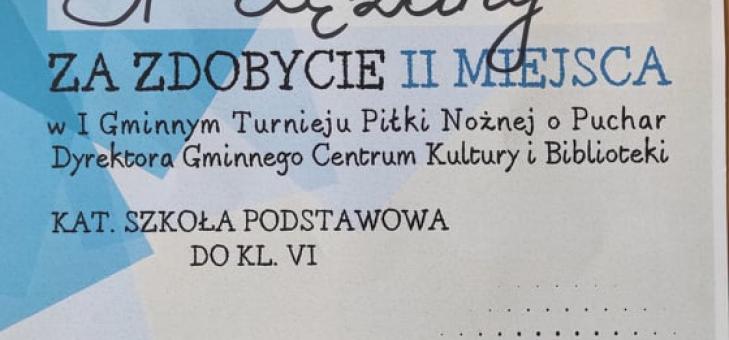 ZA ZDOBYCIE II MIEJSCA
w I Gminnym Turnieju Piłki Nożnej o Puchar
Dyrektora Gminnego Centrum Kultury i Biblioteki
KAT. SZKOŁA PODSTAWOWA
DO KL. VI